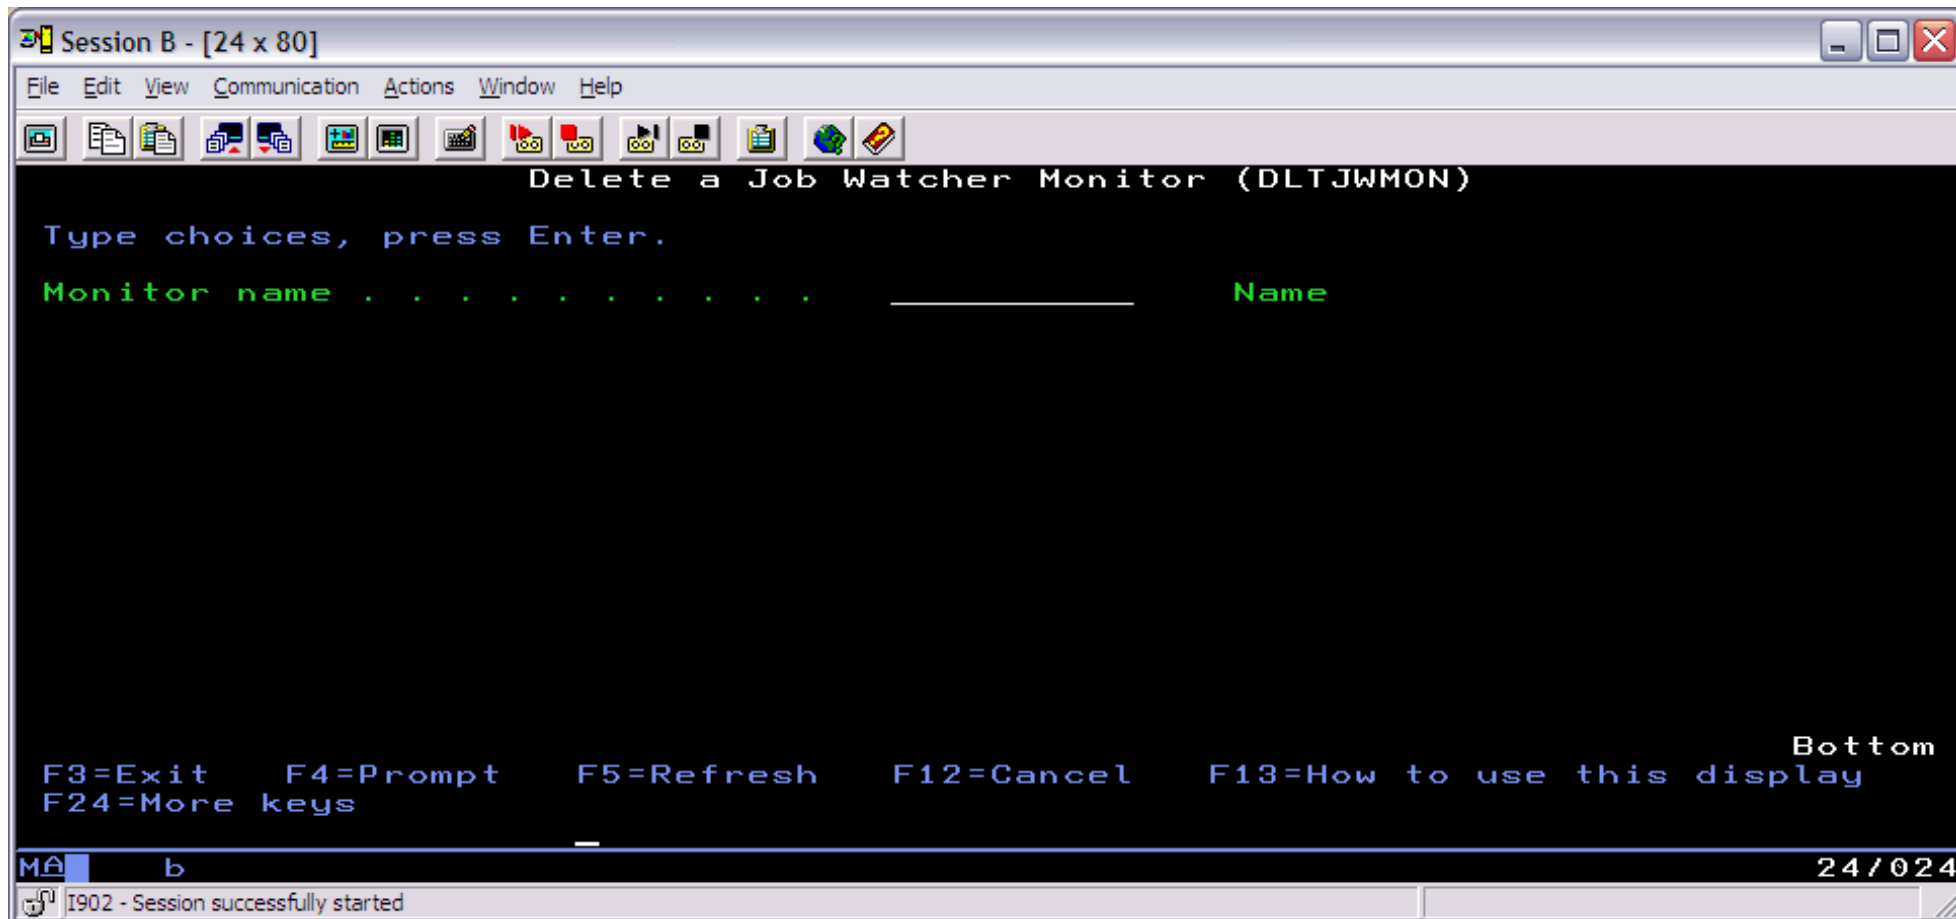 Session B - [24 x 80]
File Edit View Communication Actions Window Help
Delete a Job Watcher Monitor (DLTJWMON)
Type choices, press Enter.
Monitor name . . . . . . . . . . __________ Name
Bottom
F3=Exit F4=Prompt F5=Refresh F12=Cancel F13=How to use this display
F24=More keys
MA b 24/024
I902 - Session successfully started